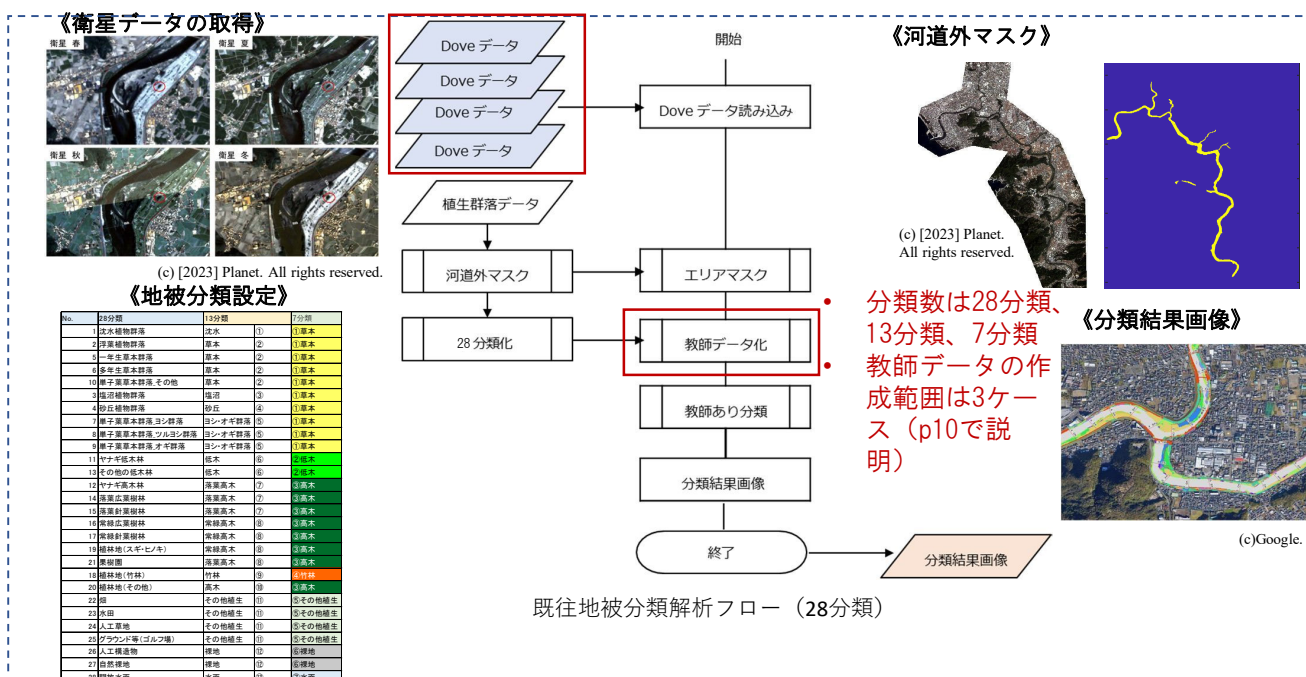 《衛星データの取得》
衛星 春
衛星 夏
衛星 秋
衛星 冬
(c) [2023] Planet. All rights reserved.
《地被分類設定》
No. 28分類 13分類 7分類
1 沈水植物群落 沈水 ① ①草本
2 浮葉植物群落 草本 ② ①草本
5 一年生草本群落 草本 ② ①草本
6 多年生草本群落 草本 ② ①草本
10 単子葉草本群落,その他 草本 ② ①草本
3 塩沼植物群落 塩沼 ③ ①草本
4 砂丘植物群落 砂丘 ④ ①草本
7 単子葉草本群落,ヨシ群落 ヨシ・オギ群落 ⑤ ①草本
8 単子葉草本群落,ツルヨシ群落 ヨシ・オギ群落 ⑤ ①草本
9 単子葉草本群落,オギ群落 ヨシ・オギ群落 ⑤ ①草本
11 ヤナギ低木林 低木 ⑥ ②低木
13 その他の低木林 低木 ⑥ ②低木
12 ヤナギ高木林 落葉高木 ⑦ ③高木
14 落葉広葉樹林 落葉高木 ⑦ ③高木
15 落葉針葉樹林 落葉高木 ⑦ ③高木
16 常緑広葉樹林 常緑高木 ⑧ ③高木
17 常緑針葉樹林 常緑高木 ⑧ ③高木
19 植林地(スギ・ヒノキ) 常緑高木 ⑧ ③高木
21 果樹園 落葉高木 ⑧ ③高木
18 植林地(竹林) 竹林 ⑨ ④竹林
20 植林地(その他) 高木 ⑩ ③高木
22 畑 その他植生 ⑪ ⑤その他植生
23 水田 その他植生 ⑪ ⑤その他植生
24 人工草地 その他植生 ⑪ ⑤その他植生
25 グラウンド等(ゴルフ場) その他植生 ⑪ ⑤その他植生
26 人工構造物 裸地 ⑫ ⑥裸地
27 自然裸地 裸地 ⑫ ⑥裸地
Dove データ
Dove データ
Dove データ
Dove データ
植生群落データ
河道外マスク
28 分類化
開始
Dove データ読み込み
エリアマスク
教師データ化
教師あり分類
分類結果画像
終了
分類結果画像
既往地被分類解析フロー（28分類）
• 分類数は28分類、
13分類、7分類
• 教師データの作
成範囲は3ケー
ス（p10で説
明）
《河道外マスク》
(c) [2023] Planet.
All rights reserved.
《分類結果画像》
(c)Google.